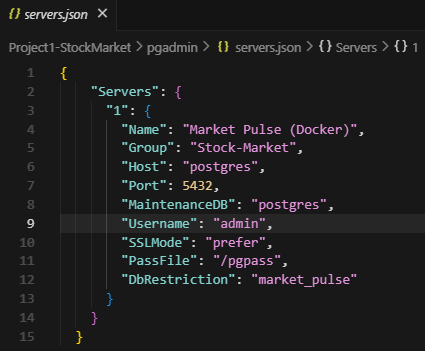 {} servers.json ×
Project1-StockMarket > pgadmin > {} servers.json > {} Servers > {} 1
1 {
2 "Servers": {
3 "1": {
4 "Name": "Market Pulse (Docker)",
5 "Group": "Stock-Market",
6 "Host": "postgres",
7 "Port": 5432,
8 "MaintenanceDB": "postgres",
9 "Username": "admin",
10 "SSLMode": "prefer",
11 "PassFile": "/pgpass",
12 "DbRestriction": "market_pulse"
13 }
14 }
15 }